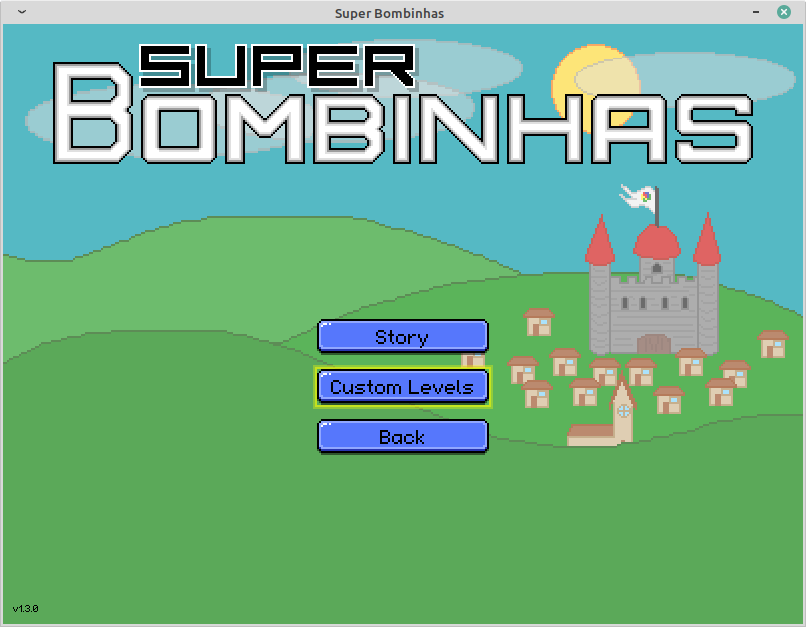 Super Bombinhas
SUPER
BOMBINHAS
Story
Custom Levels
Back
v1.3.0